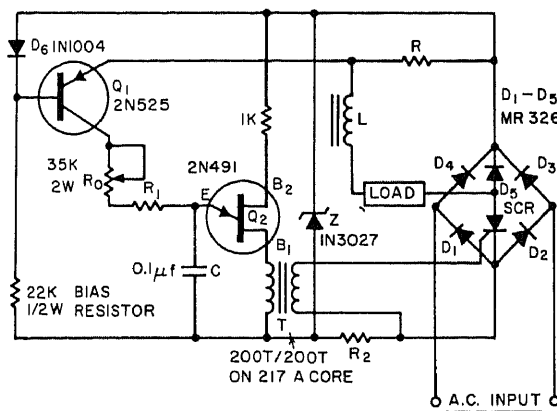 D6 1N1004
Q1
2N525
R
D1-D5
MR 326
1K
L
35K
2W
R0
R1
2N491
E
B2
Q2
B1
Z
1N3027
LOAD
D4
D3
D5
SCR
D1
D2
0.1μf
C
22K BIAS
1/2W RESISTOR
T
R2
200T/200T
ON 217 A CORE
A.C. INPUT